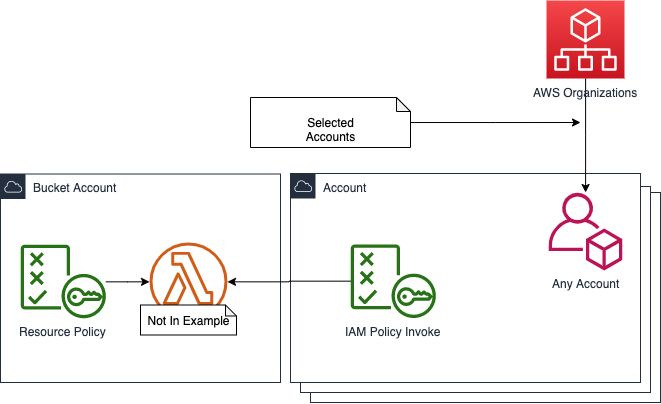 AWS Organizations
Selected
Accounts
Bucket Account
Account
Any Account
Not In Example
Resource Policy
IAM Policy Invoke